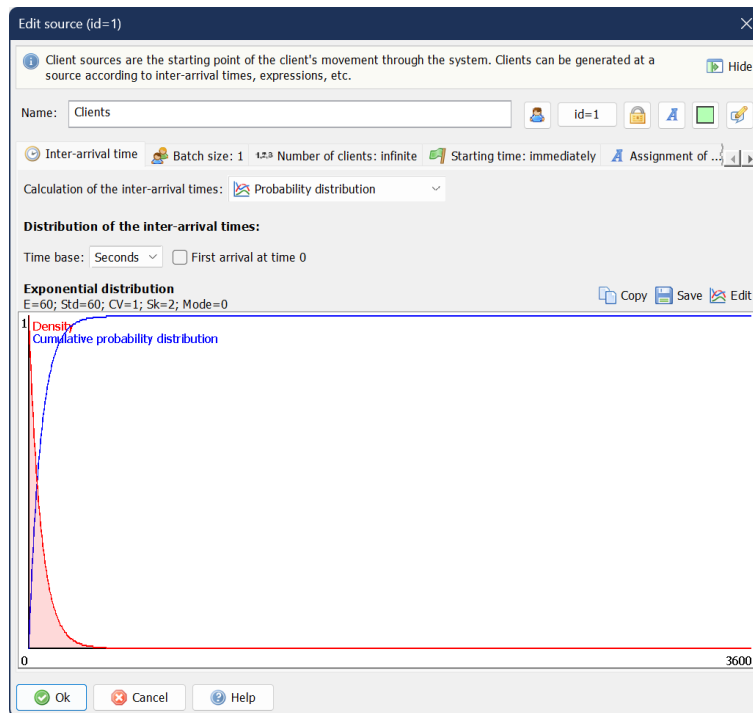 Edit source (id=1)
Client sources are the starting point of the client's movement through the system. Clients can be generated at a
source according to inter-arrival times, expressions, etc.
Hide
Name: Clients id=1 A
Inter-arrival time Batch size: 1 1,2,3 Number of clients: infinite Starting time: immediately A Assignment of ...
Calculation of the inter-arrival times: Probability distribution
Distribution of the inter-arrival times:
Time base: Seconds First arrival at time 0
Exponential distribution
E=60; Std=60; CV=1; Sk=2; Mode=0
Copy Save Edit
1
Density
Cumulative probability distribution
0 3600
Ok Cancel Help